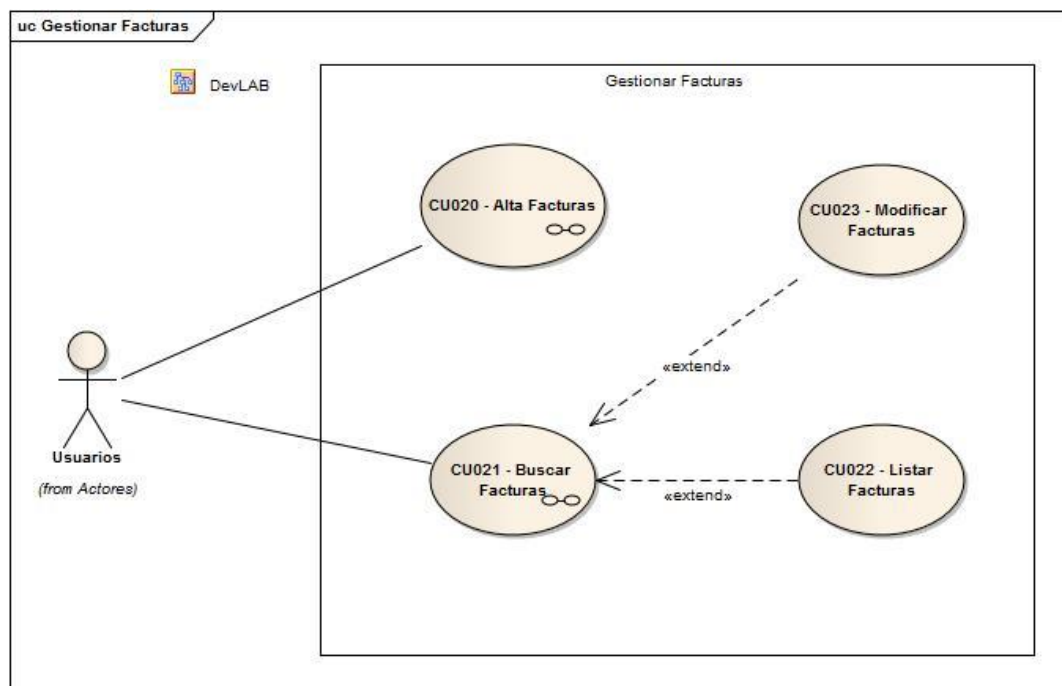 uc Gestionar Facturas
DevLAB
Gestionar Facturas
CU020 - Alta Facturas
CU023 - Modificar
Facturas
«extend»
Usuarios
(from Actores)
CU021 - Buscar
Facturas
«extend»
CU022 - Listar
Facturas